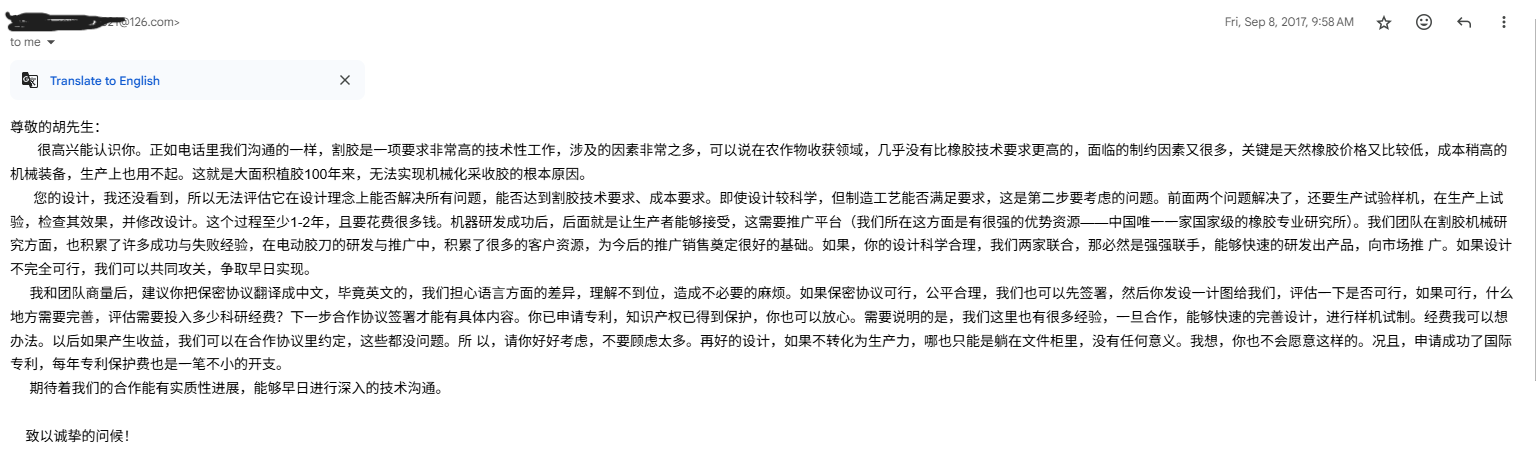 @126.com>
Fri, Sep 8, 2017, 9:58 AM
to me
Translate to English
尊敬的胡先生：
很高兴能认识你。正如电话里我们沟通的一样，割胶是一项要求非常高的技术性工作，涉及的因素非常之多，可以说在农作物收获领域，几乎没有比橡胶技术要求更高的，面临的制约因素又很多，关键是天然橡胶价格又比较低，成本稍高的
机械装备，生产上也用不起。这就是大面积植胶100年来，无法实现机械化采收胶的根本原因。
您的设计，我还没看到，所以无法评估它在设计理念上能否解决所有问题，能否达到割胶技术要求、成本要求。即使设计较科学，但制造工艺能否满足要求，这是第二步要考虑的问题。前面两个问题解决了，还要生产试验样机，在生产上试
验，检查其效果，并修改设计。这个过程至少1-2年，且要花费很多钱。机器研发成功后，后面就是让生产者能够接受，这需要推广平台（我们所在这方面是有很强的优势资源——中国唯一一家国家级的橡胶专业研究所）。我们团队在割胶机械研
究方面，也积累了许多成功与失败经验，在电动胶刀的研发与推广中，积累了很多的客户资源，为今后的推广销售奠定很好的基础。如果，你的设计科学合理，我们两家联合，那必然是强强联手，能够快速的研发出产品，向市场推 广。如果设计
不完全可行，我们可以共同攻关，争取早日实现。
我和团队商量后，建议你把保密协议翻译成中文，毕竟英文的，我们担心语言方面的差异，理解不到位，造成不必要的麻烦。如果保密协议可行，公平合理，我们也可以先签署，然后你发设一计图给我们，评估一下是否可行，如果可行，什么
地方需要完善，评估需要投入多少科研经费？下一步合作协议签署才能有具体内容。你已申请专利，知识产权已得到保护，你也可以放心。需要说明的是，我们这里也有很多经验，一旦合作，能够快速的完善设计，进行样机试制。经费我可以想
办法。以后如果产生收益，我们可以在合作协议里约定，这些都没问题。所 以，请你好好考虑，不要顾虑太多。再好的设计，如果不转化为生产力，哪也只能是躺在文件柜里，没有任何意义。我想，你也不会愿意这样的。况且，申请成功了国际
专利，每年专利保护费也是一笔不小的开支。
期待着我们的合作能有实质性进展，能够早日进行深入的技术沟通。
致以诚挚的问候！